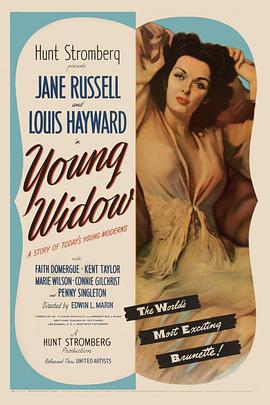 Hunt Stromberg
presents
JANE RUSSELL
and
LOUIS HAYWARD
in
Young
Widow
A STORY OF TODAY'S YOUNG MODERNS
with
FAITH DOMERGUE · KENT TAYLOR
MARIE WILSON · CONNIE GILCHRIST
and PENNY SINGLETON
Directed by EDWIN L. MARIN
A
HUNT STROMBERG
Production
Released Thru UNITED ARTISTS
The World's
Most Exciting
Brunette!